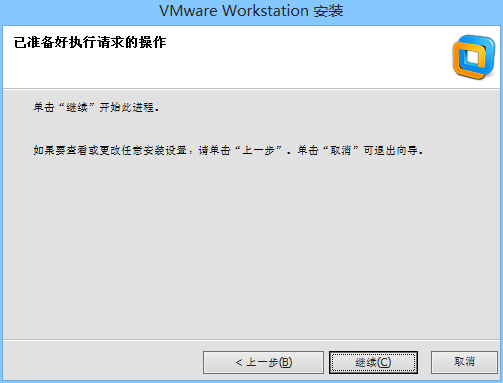 VMware Workstation 安装
已准备好执行请求的操作
单击“继续”开始此进程。
如果要查看或更改任意安装设置，请单击“上一步”。单击“取消”可退出向导。
< 上一步(B)
继续(C)
取消